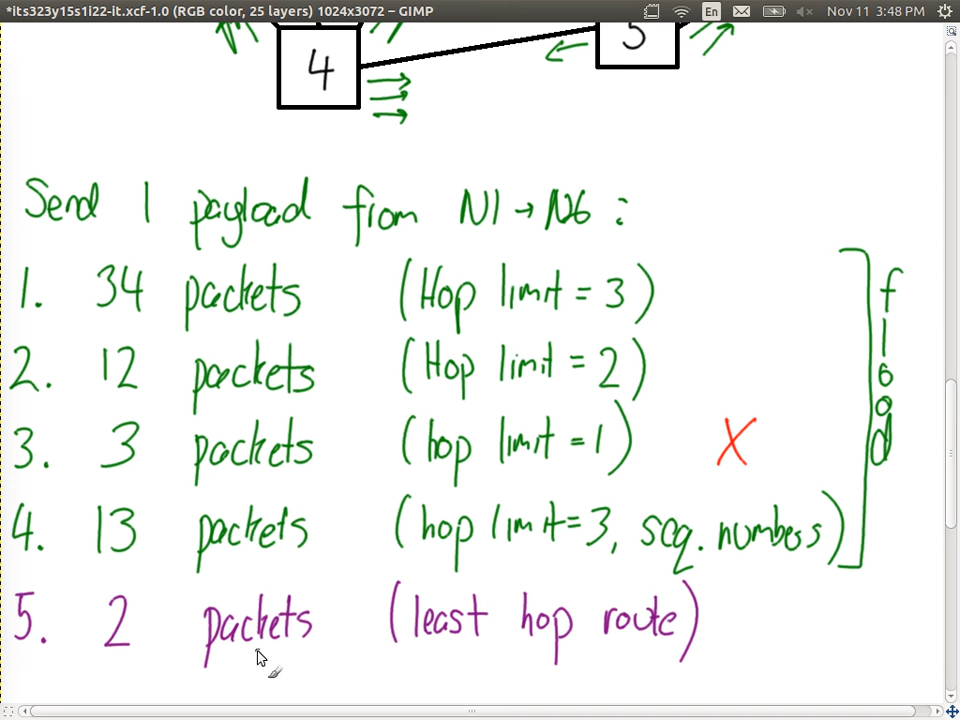 *its323y15s1i22-it.xcf-1.0 (RGB color, 25 layers) 1024x3072 – GIMP
En
Nov 11 3:48 PM
4
5
Send 1 payload from N1 → N6 :
1. 34 packets (Hop limit = 3)
2. 12 packets (Hop limit = 2)
3. 3 packets (hop limit = 1) X
4. 13 packets (hop limit=3, seq. numbers)
flood
5. 2 packets (least hop route)